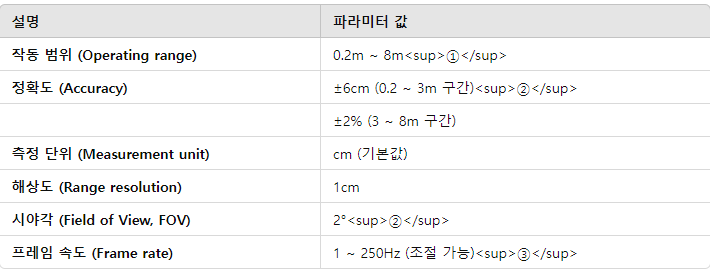 설명 파라미터 값
작동 범위 (Operating range) 0.2m ~ 8m<sup>①</sup>
정확도 (Accuracy) ±6cm (0.2 ~ 3m 구간)<sup>②</sup>
±2% (3 ~ 8m 구간)
측정 단위 (Measurement unit) cm (기본값)
해상도 (Range resolution) 1cm
시야각 (Field of View, FOV) 2°<sup>②</sup>
프레임 속도 (Frame rate) 1 ~ 250Hz (조절 가능)<sup>③</sup>